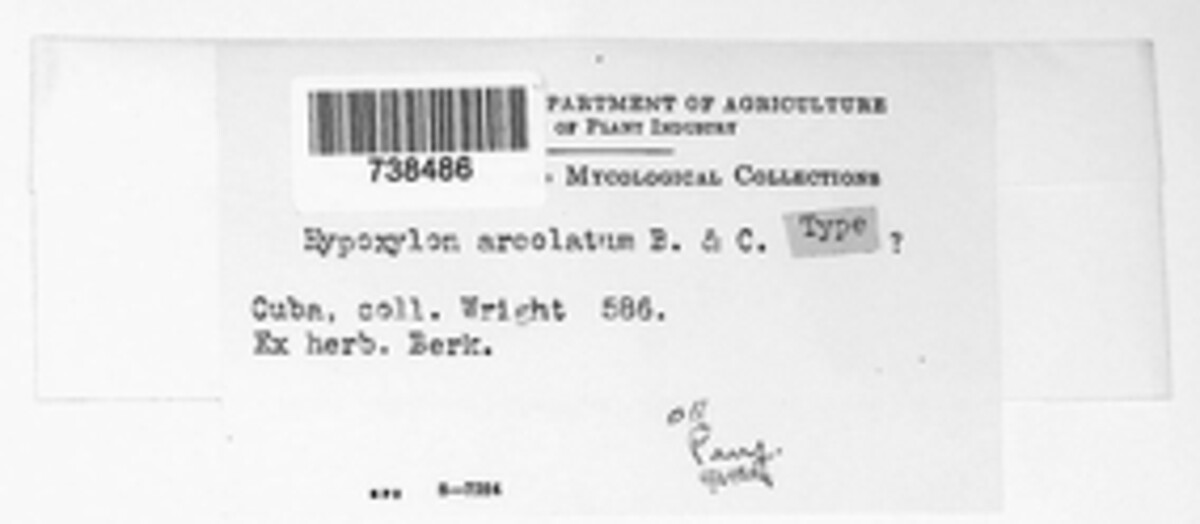 PARTMENT OF AGRICULTURE
OF PLANT INDUSTRY
738486
MYCOLOGICAL COLLECTIONS
Hypoxylon areolatum B. & C. Type ?
Cuba, coll. Wright 586.
Ex herb. Berk.